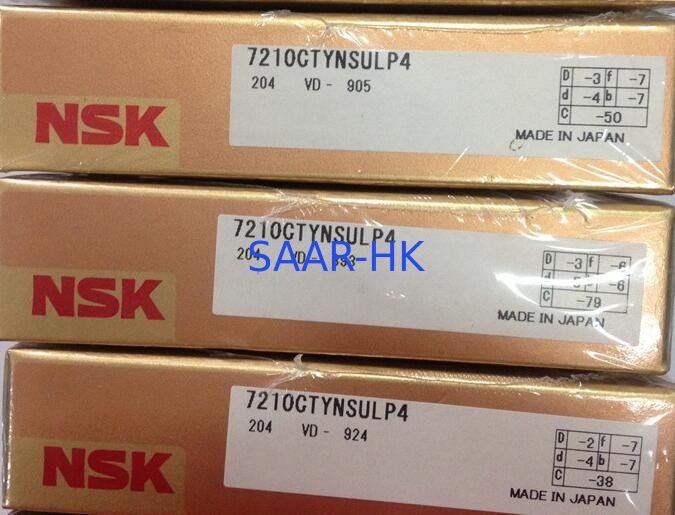 NSK
7210CTYNSULP4
204 VD - 905
D -3 f -7
d -4 b -7
C -50
MADE IN JAPAN
NSK
7210CTYNSULP4
204 VD
SAAR-HK
D -3 f -6
-6
C -79
MADE IN JAPAN
NSK
7210CTYNSULP4
204 VD - 924
D -2 f -7
d -4 b -7
C -38
MADE IN JAPAN